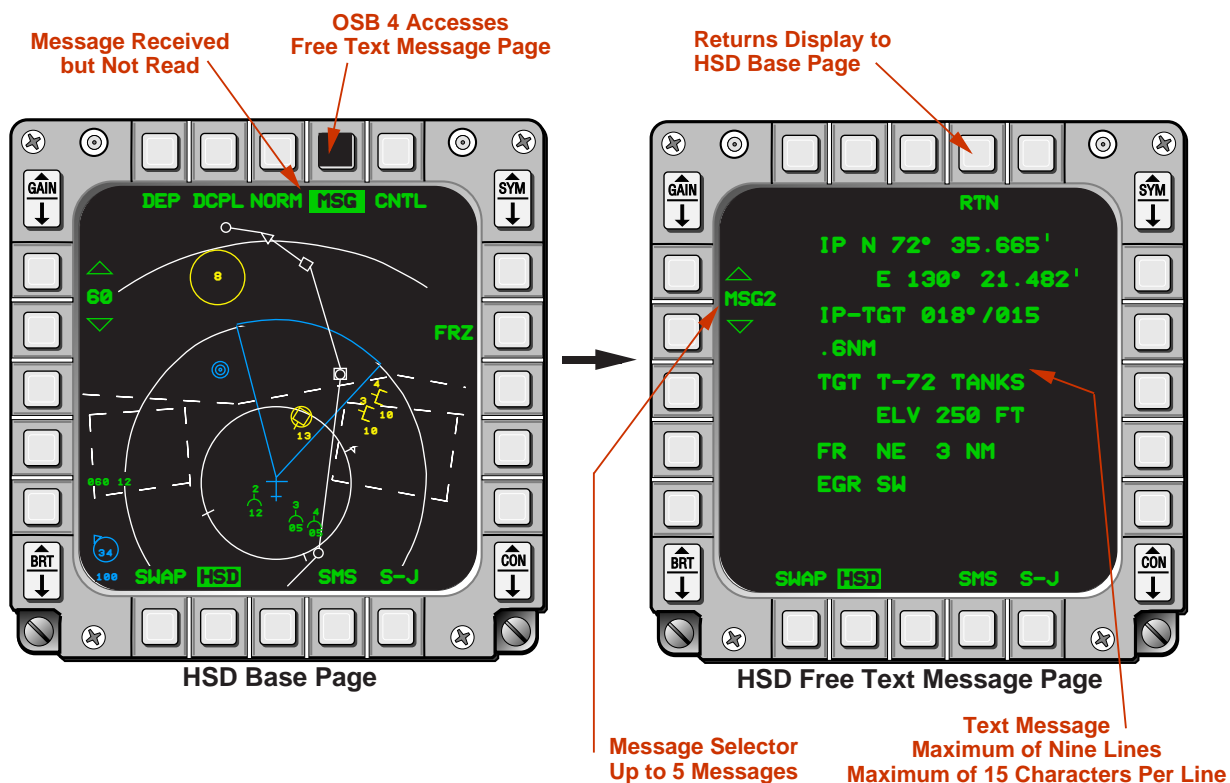 Message Received
but Not Read
OSB 4 Accesses
Free Text Message Page
Returns Display to
HSD Base Page
GAIN
SYM
DEP DCPL NORM MSG CNTL
8
60
FRZ
4
3
10
10
13
060 12
2
12
3
05
4
05
34
100
BRT
CON
SWAP HSD SMS S-J
HSD Base Page
GAIN
SYM
RTN
IP N 72° 35.665'
E 130° 21.482'
MSG2
IP-TGT 018°/015
.6NM
TGT T-72 TANKS
ELV 250 FT
FR NE 3 NM
EGR SW
BRT
CON
SWAP HSD SMS S-J
HSD Free Text Message Page
Message Selector
Up to 5 Messages
Text Message
Maximum of Nine Lines
Maximum of 15 Characters Per Line